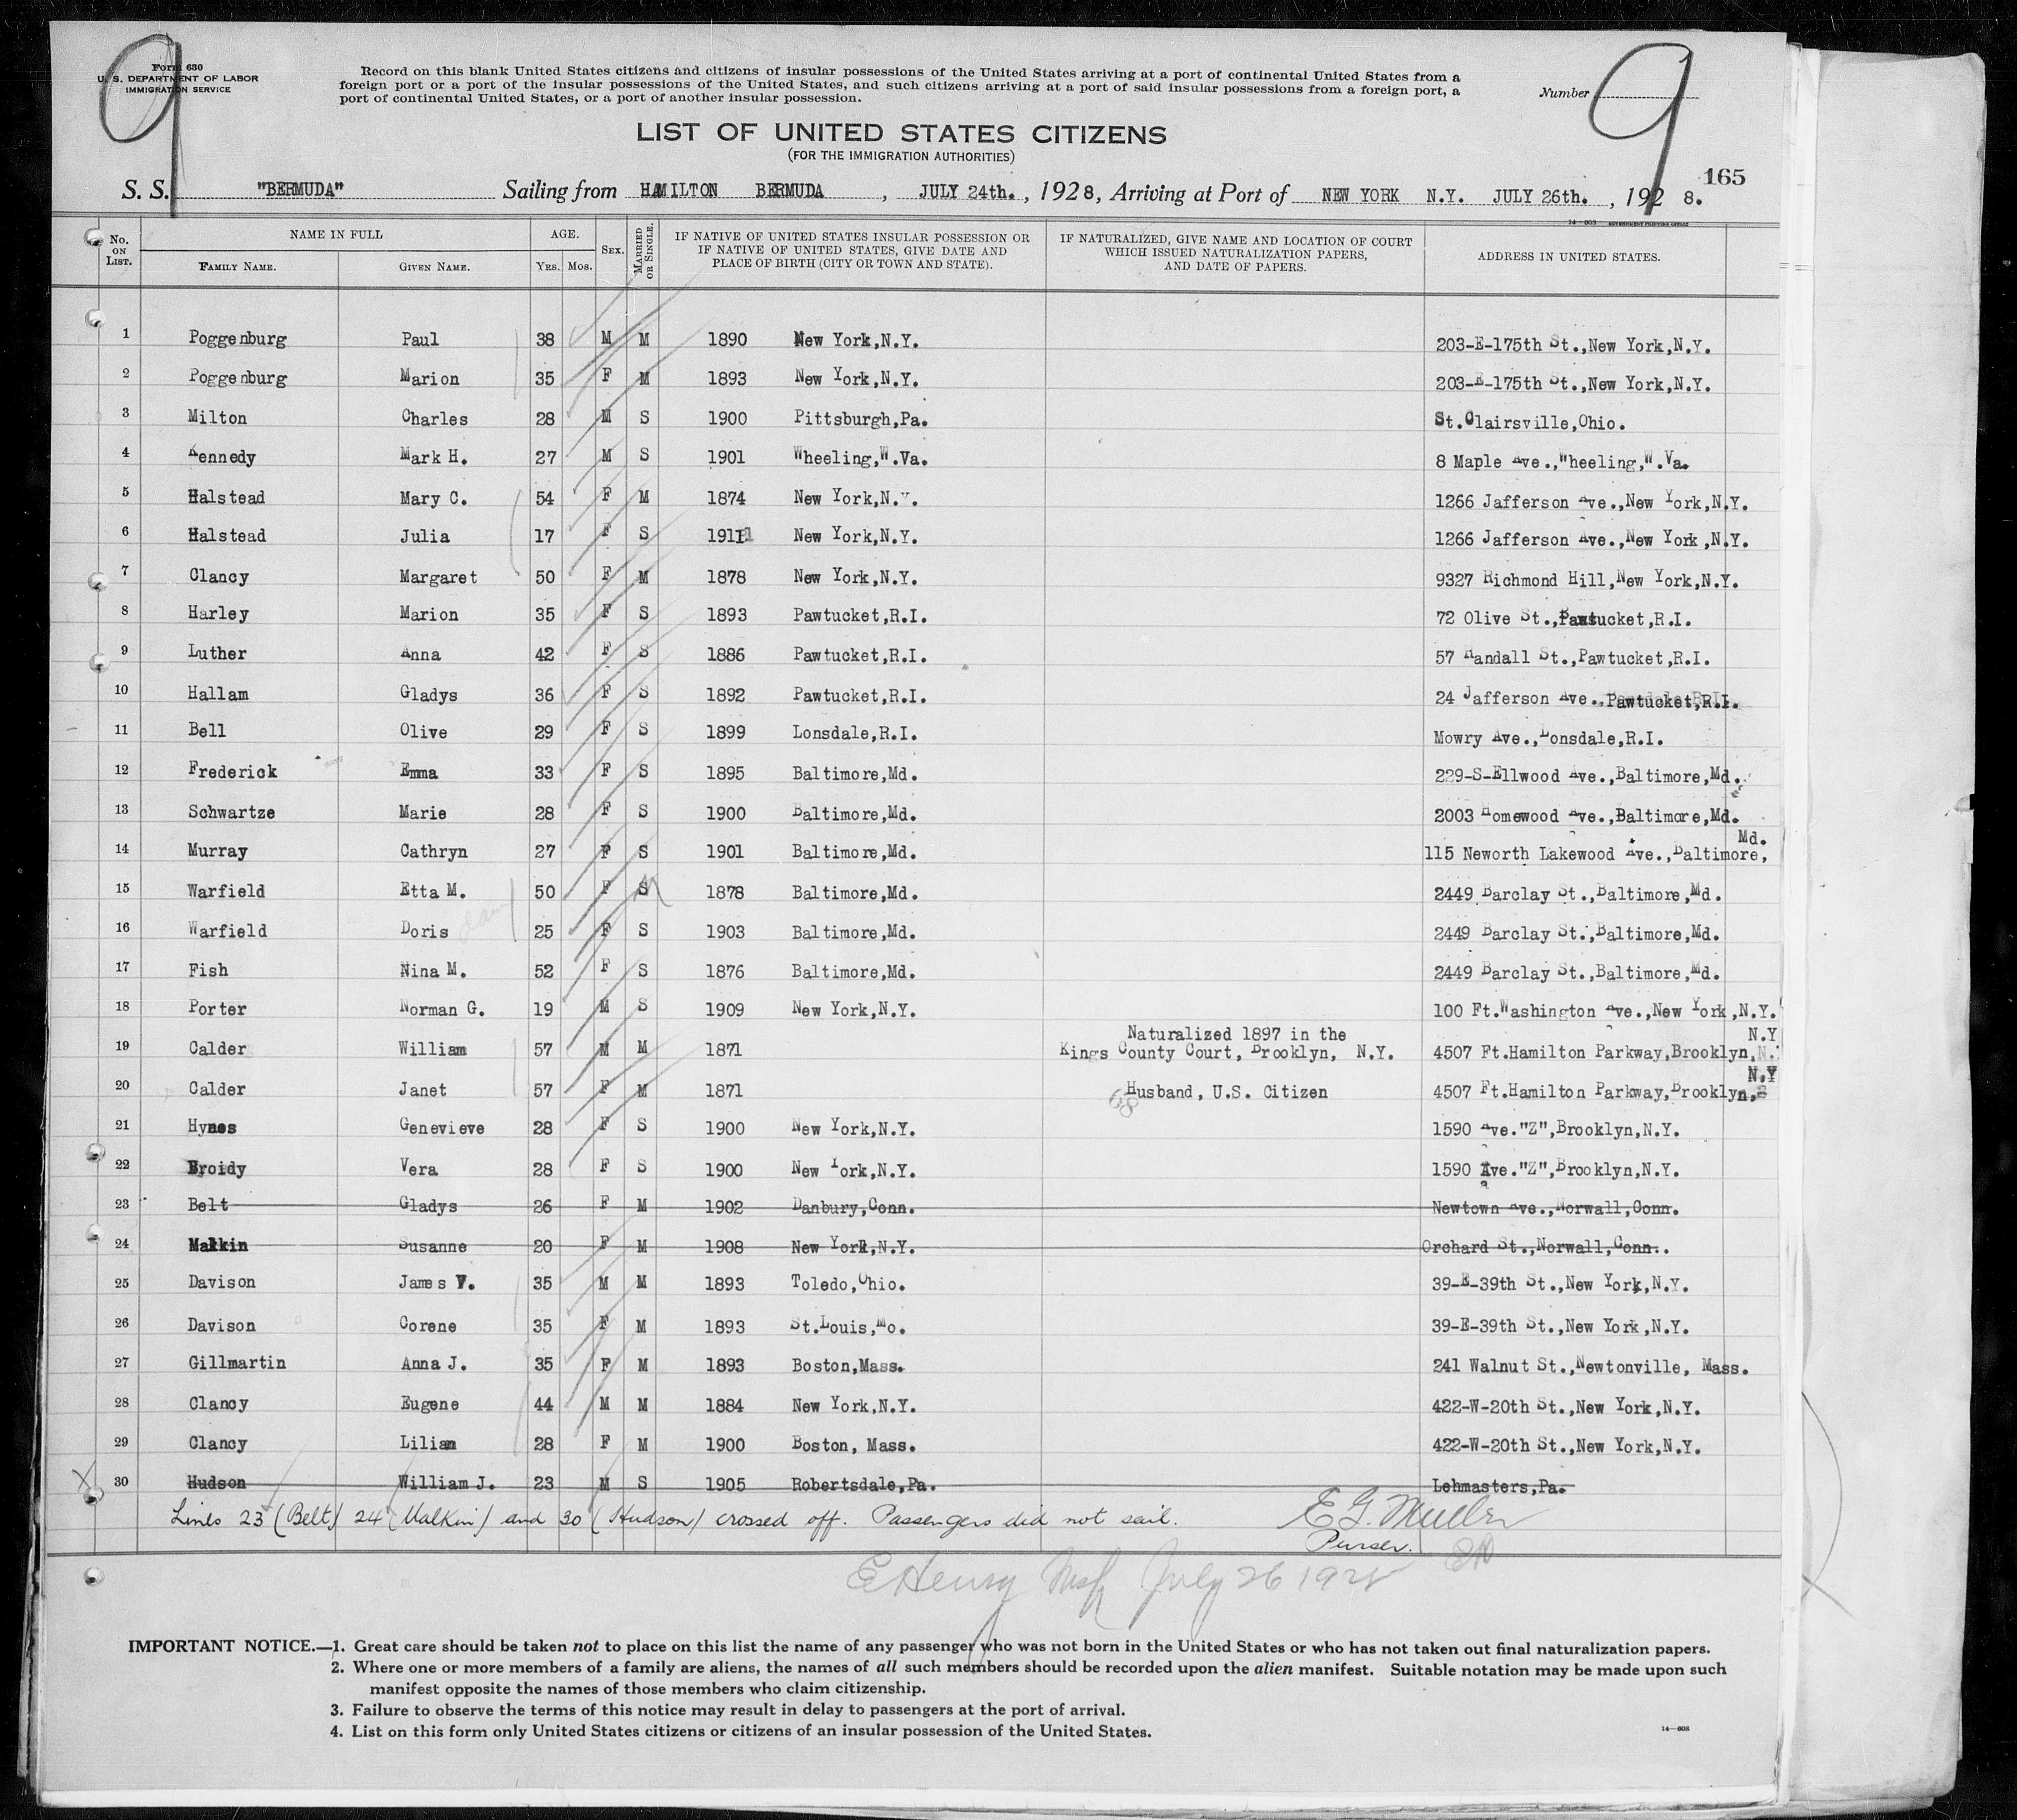 9
9
Form 630
U. S. DEPARTMENT OF LABOR
IMMIGRATION SERVICE
Record on this blank United States citizens and citizens of insular possessions of the United States arriving at a port of continental United States from a
foreign port or a port of the insular possessions of the United States, and such citizens arriving at a port of said insular possessions from a foreign port, a
port of continental United States, or a port of another insular possession.
Number
LIST OF UNITED STATES CITIZENS
(FOR THE IMMIGRATION AUTHORITIES)
165
S. S. "BERMUDA" Sailing from HAMILTON BERMUDA, JULY 24th., 1928, Arriving at Port of NEW YORK N.Y. JULY 26th., 1928.
No. ON LIST. NAME IN FULL FAMILY NAME. GIVEN NAME. AGE. YRS. MOS. SEX. MARRIED OR SINGLE. IF NATIVE OF UNITED STATES INSULAR POSSESSION OR IF NATIVE OF UNITED STATES, GIVE DATE AND PLACE OF BIRTH (CITY OR TOWN AND STATE). IF NATURALIZED, GIVE NAME AND LOCATION OF COURT WHICH ISSUED NATURALIZATION PAPERS, AND DATE OF PAPERS. ADDRESS IN UNITED STATES.
1 Poggenburg Paul 38 M M 1890 New York,N.Y. 203-E-175th St.,New York,N.Y.
2 Poggenburg Marion 35 F M 1893 New York,N.Y. 203-E-175th St.,New York,N.Y.
3 Milton Charles 28 M S 1900 Pittsburgh,Pa. St.Clairsville,Ohio.
4 Kennedy Mark H. 27 M S 1901 Wheeling,W.Va. 8 Maple Ave.,Wheeling,W.Va.
5 Halstead Mary C. 54 F M 1874 New York,N.Y. 1266 Jafferson Ave.,New York,N.Y.
6 Halstead Julia 17 F S 1911 New York,N.Y. 1266 Jafferson Ave.,New York,N.Y.
7 Clancy Margaret 50 F M 1878 New York,N.Y. 9327 Richmond Hill,New York,N.Y.
8 Harley Marion 35 F S 1893 Pawtucket,R.I. 72 Olive St.,Pawtucket,R.I.
9 Luther Anna 42 F S 1886 Pawtucket,R.I. 57 Randall St.,Pawtucket,R.I.
10 Hallam Gladys 36 F S 1892 Pawtucket,R.I. 24 Jafferson Ave. Pawtucket,R.I.
11 Bell Olive 29 F S 1899 Lonsdale,R.I. Mowry Ave.,Lonsdale,R.I.
12 Frederick Emma 33 F S 1895 Baltimore,Md. 229-S-Ellwood Ave.,Baltimore,Md.
13 Schwartze Marie 28 F S 1900 Baltimore,Md. 2003 Homewood Ave.,Baltimore,Md.
14 Murray Cathryn 27 F S 1901 Baltimore,Md. 115 Neworth Lakewood Ave.,Baltimore, Md.
15 Warfield Etta M. 50 F S M 1878 Baltimore,Md. 2449 Barclay St.,Baltimore,Md.
16 Warfield Doris 25 F S 1903 Baltimore,Md. 2449 Barclay St.,Baltimore,Md.
17 Fish Nina M. 52 F S 1876 Baltimore,Md. 2449 Barclay St.,Baltimore,Md.
18 Porter Norman G. 19 M S 1909 New York,N.Y. 100 Ft.Washington Ave.,New York,N.Y.
19 Calder William 57 M M 1871 Naturalized 1897 in the Kings County Court, Brooklyn, N.Y. 4507 Ft.Hamilton Parkway,Brooklyn, N.Y
20 Calder Janet 57 F M 1871 Husband, U.S. Citizen 4507 Ft.Hamilton Parkway,Brooklyn, N.Y
21 Hynes Genevieve 28 F S 1900 New York,N.Y. 1590 Ave."Z",Brooklyn,N.Y.
22 Broidy Vera 28 F S 1900 New York,N.Y. 1590 Ave."Z",Brooklyn,N.Y.
23 Belt Gladys 26 F M 1902 Danbury,Conn. Newtown Ave.,Norwall,Conn.
24 Malkin Susanne 20 F M 1908 New York,N.Y. Orchard St.,Norwall,Conn..
25 Davison James V. 35 M M 1893 Toledo,Ohio. 39-E-39th St.,New York,N.Y.
26 Davison Corene 35 F M 1893 St.Louis,Mo. 39-E-39th St.,New York,N.Y.
27 Gillmartin Anna J. 35 F M 1893 Boston,Mass. 241 Walnut St.,Newtonville, Mass.
28 Clancy Eugene 44 M M 1884 New York,N.Y. 422-W-20th St.,New York,N.Y.
29 Clancy Lilian 28 F M 1900 Boston, Mass. 422-W-20th St.,New York,N.Y.
X 30 Hudson William J. 23 M S 1905 Robertsdale,Pa. Lehmasters,Pa.
Lines 23 (Belt) 24 (Malkin) and 30 (Hudson) crossed off. Passengers did not sail. E G. Muller
Purser.
E Henry July 26 1928
IMPORTANT NOTICE.—1. Great care should be taken not to place on this list the name of any passenger who was not born in the United States or who has not taken out final naturalization papers.
2. Where one or more members of a family are aliens, the names of all such members should be recorded upon the alien manifest. Suitable notation may be made upon such
manifest opposite the names of those members who claim citizenship.
3. Failure to observe the terms of this notice may result in delay to passengers at the port of arrival.
4. List on this form only United States citizens or citizens of an insular possession of the United States.